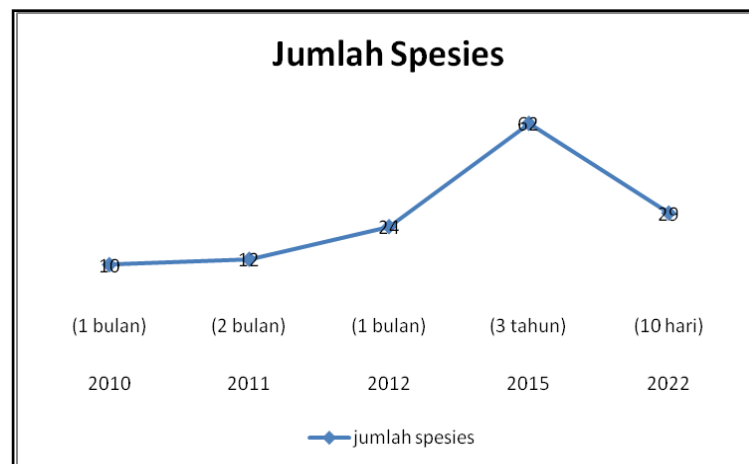 Jumlah Spesies
62
29
24
12
10
(1 bulan) (2 bulan) (1 bulan) (3 tahun) (10 hari)
2010 2011 2012 2015 2022
jumlah spesies